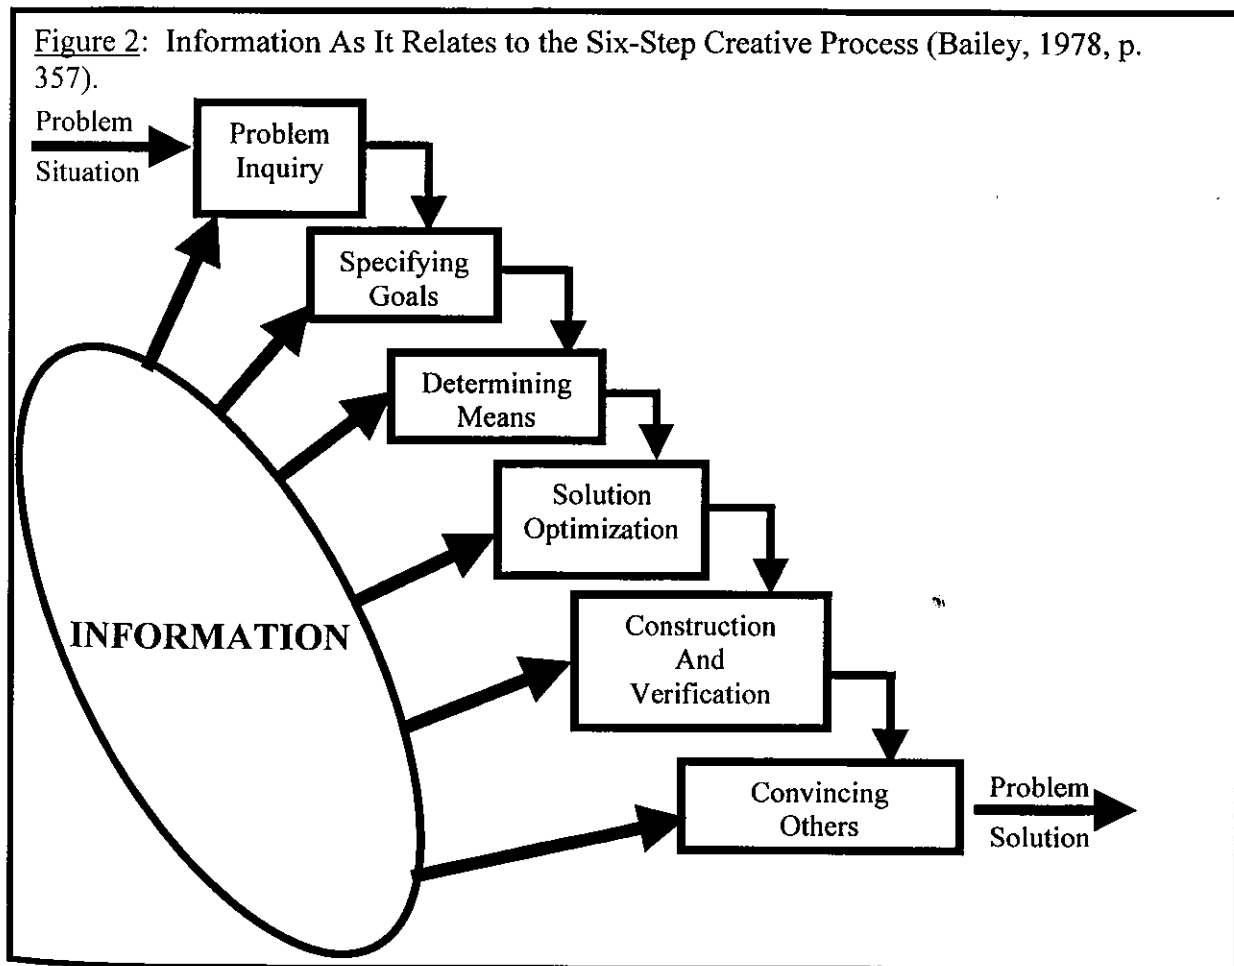 Figure 2: Information As It Relates to the Six-Step Creative Process (Bailey, 1978, p.
357).
Problem
Situation
Problem
Inquiry
Specifying
Goals
Determining
Means
Solution
Optimization
INFORMATION
Construction
And
Verification
Convincing
Others
Problem
Solution